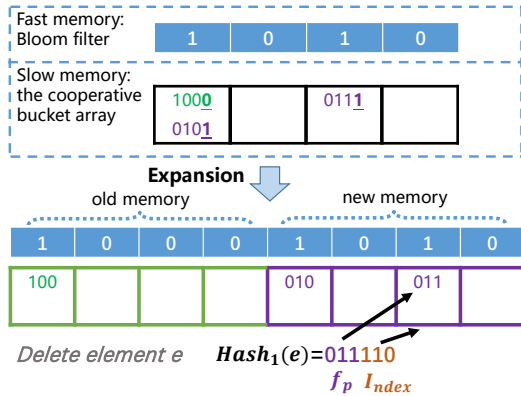 Fast memory:
Bloom filter
1 0 1 0
Slow memory:
the cooperative
bucket array
1000 0111
0101
Expansion
old memory new memory
1 0 0 0 1 0 1 0
100 010 011
Delete element e Hash₁(e)=011110
fₚ Iₙdₑₓ